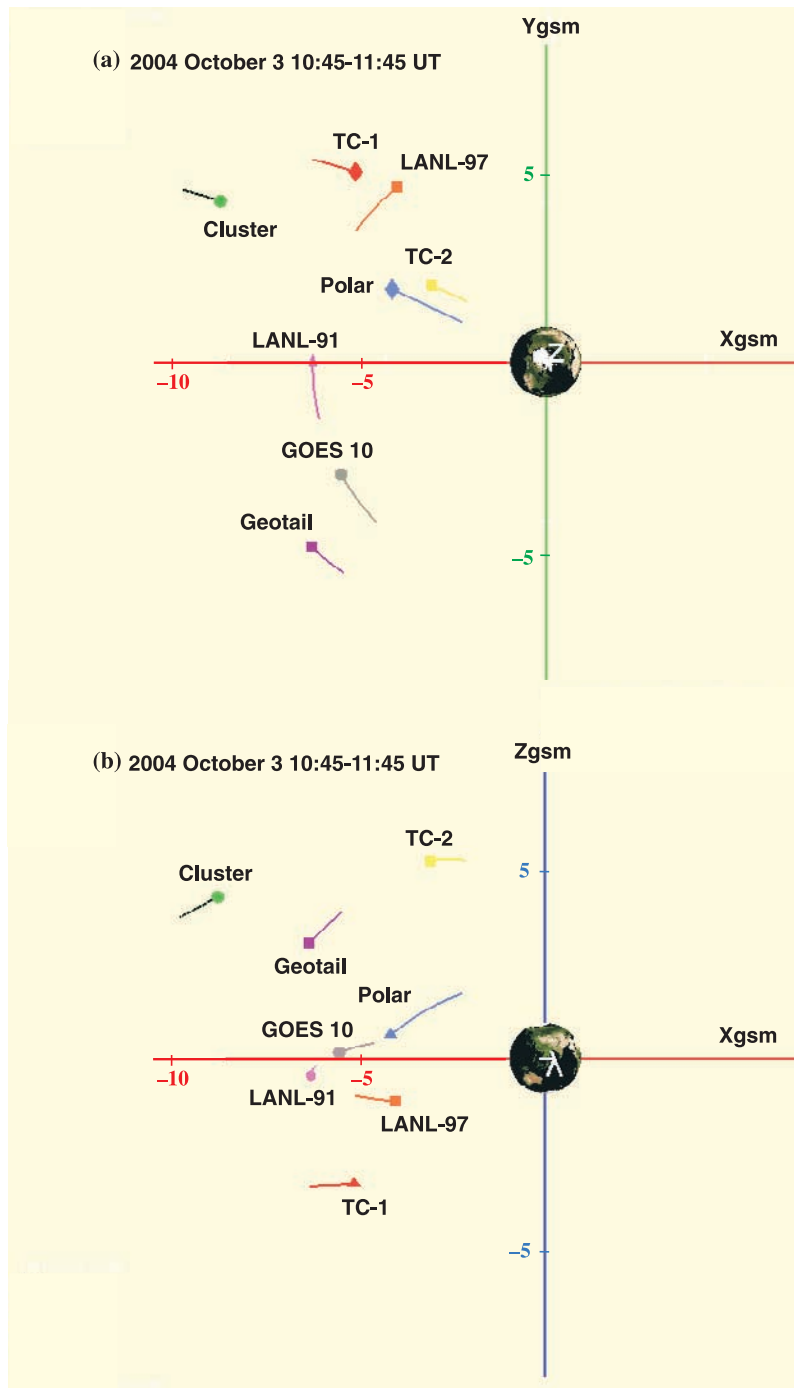 Ygsm
(a) 2004 October 3 10:45-11:45 UT
TC-1
LANL-97
5
Cluster
TC-2
Polar
LANL-91
Xgsm
Z
–10
–5
GOES 10
Geotail
–5
(b) 2004 October 3 10:45-11:45 UT
Zgsm
TC-2
Cluster
5
Geotail
Polar
GOES 10
Xgsm
–10
–5
LANL-91
LANL-97
TC-1
–5